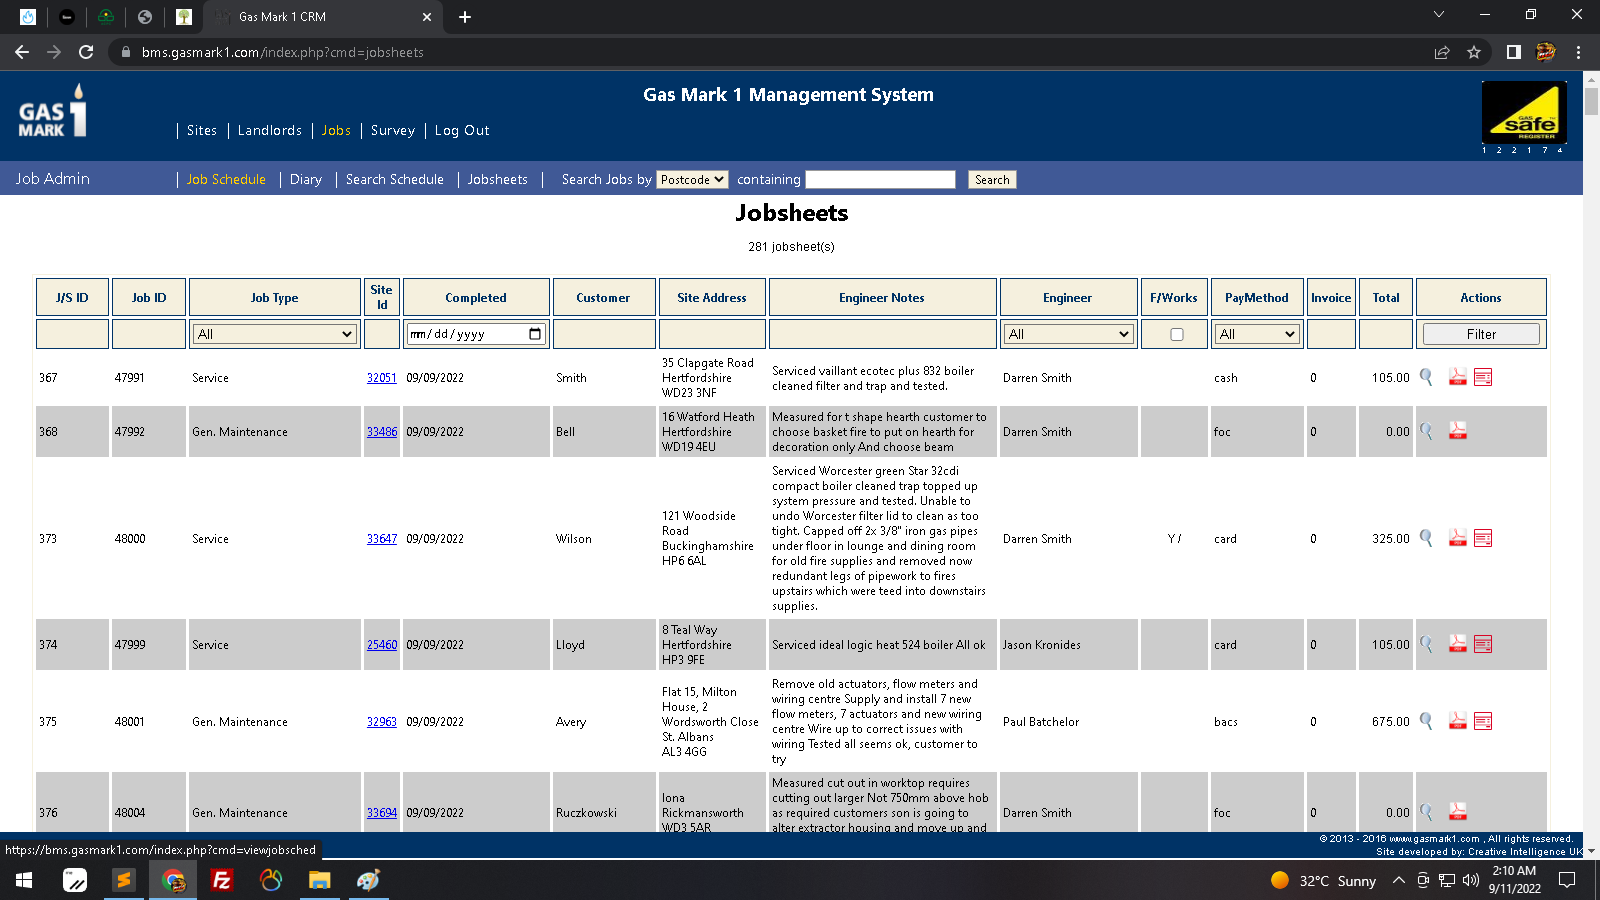 Gas Mark 1 CRM
bms.gasmark1.com/index.php?cmd=jobsheets
GAS MARK 1
Gas Mark 1 Management System
Sites | Landlords | Jobs | Survey | Log Out
GAS safe REGISTER
1 2 2 1 7 4
Job Admin
Job Schedule | Diary | Search Schedule | Jobsheets | Search Jobs by Postcode containing Search
Jobsheets
281 jobsheet(s)
J/S ID Job ID Job Type Site Id Completed Customer Site Address Engineer Notes Engineer F/Works PayMethod Invoice Total Actions
All mm/dd/yyyy All All Filter
367 47991 Service 32051 09/09/2022 Smith
35 Clapgate Road
Hertfordshire
WD23 3NF
Serviced vaillant ecotec plus 832 boiler
cleaned filter and trap and tested.
Darren Smith cash 0 105.00
368 47992 Gen. Maintenance 33486 09/09/2022 Bell
16 Watford Heath
Hertfordshire
WD19 4EU
Measured for t shape hearth customer to
choose basket fire to put on hearth for
decoration only And choose beam
Darren Smith foc 0 0.00
373 48000 Service 33647 09/09/2022 Wilson
121 Woodside
Road
Buckinghamshire
HP6 6AL
Serviced Worcester green Star 32cdi
compact boiler cleaned trap topped up
system pressure and tested. Unable to
undo Worcester filter lid to clean as too
tight. Capped off 2x 3/8" iron gas pipes
under floor in lounge and dining room
for old fire supplies and removed now
redundant legs of pipework to fires
upstairs which were teed into downstairs
supplies.
Darren Smith Y / card 0 325.00
374 47999 Service 25460 09/09/2022 Lloyd
8 Teal Way
Hertfordshire
HP3 9FE
Serviced ideal logic heat 524 boiler All ok
Jason Kronides card 0 105.00
375 48001 Gen. Maintenance 32963 09/09/2022 Avery
Flat 15, Milton
House, 2
Wordsworth Close
St. Albans
AL3 4GG
Remove old actuators, flow meters and
wiring centre Supply and install 7 new
flow meters, 7 actuators and new wiring
centre Wire up to correct issues with
wiring Tested all seems ok, customer to
try
Paul Batchelor bacs 0 675.00
376 48004 Gen. Maintenance 33694 09/09/2022 Ruczkowski
Iona
Rickmansworth
WD3 5AR
Measured cut out in worktop requires
cutting out larger Not 750mm above hob
as required customers son is going to
alter extractor housing and move up and
Darren Smith foc 0 0.00
© 2013 - 2016 www.gasmark1.com , All rights reserved.
Site developed by: Creative Intelligence UK
https://bms.gasmark1.com/index.php?cmd=viewjobsched
32°C Sunny
2:10 AM
9/11/2022